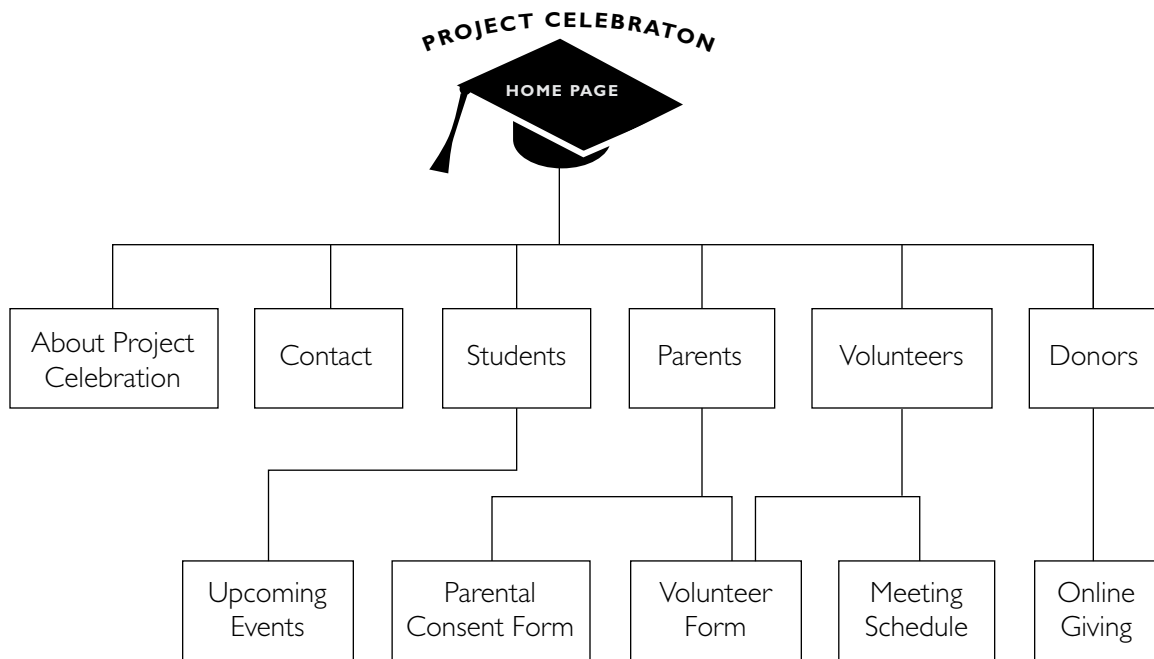 PROJECT CELEBRATON
HOME PAGE
About Project
Celebration
Contact
Students
Parents
Volunteers
Donors
Upcoming
Events
Parental
Consent Form
Volunteer
Form
Meeting
Schedule
Online
Giving